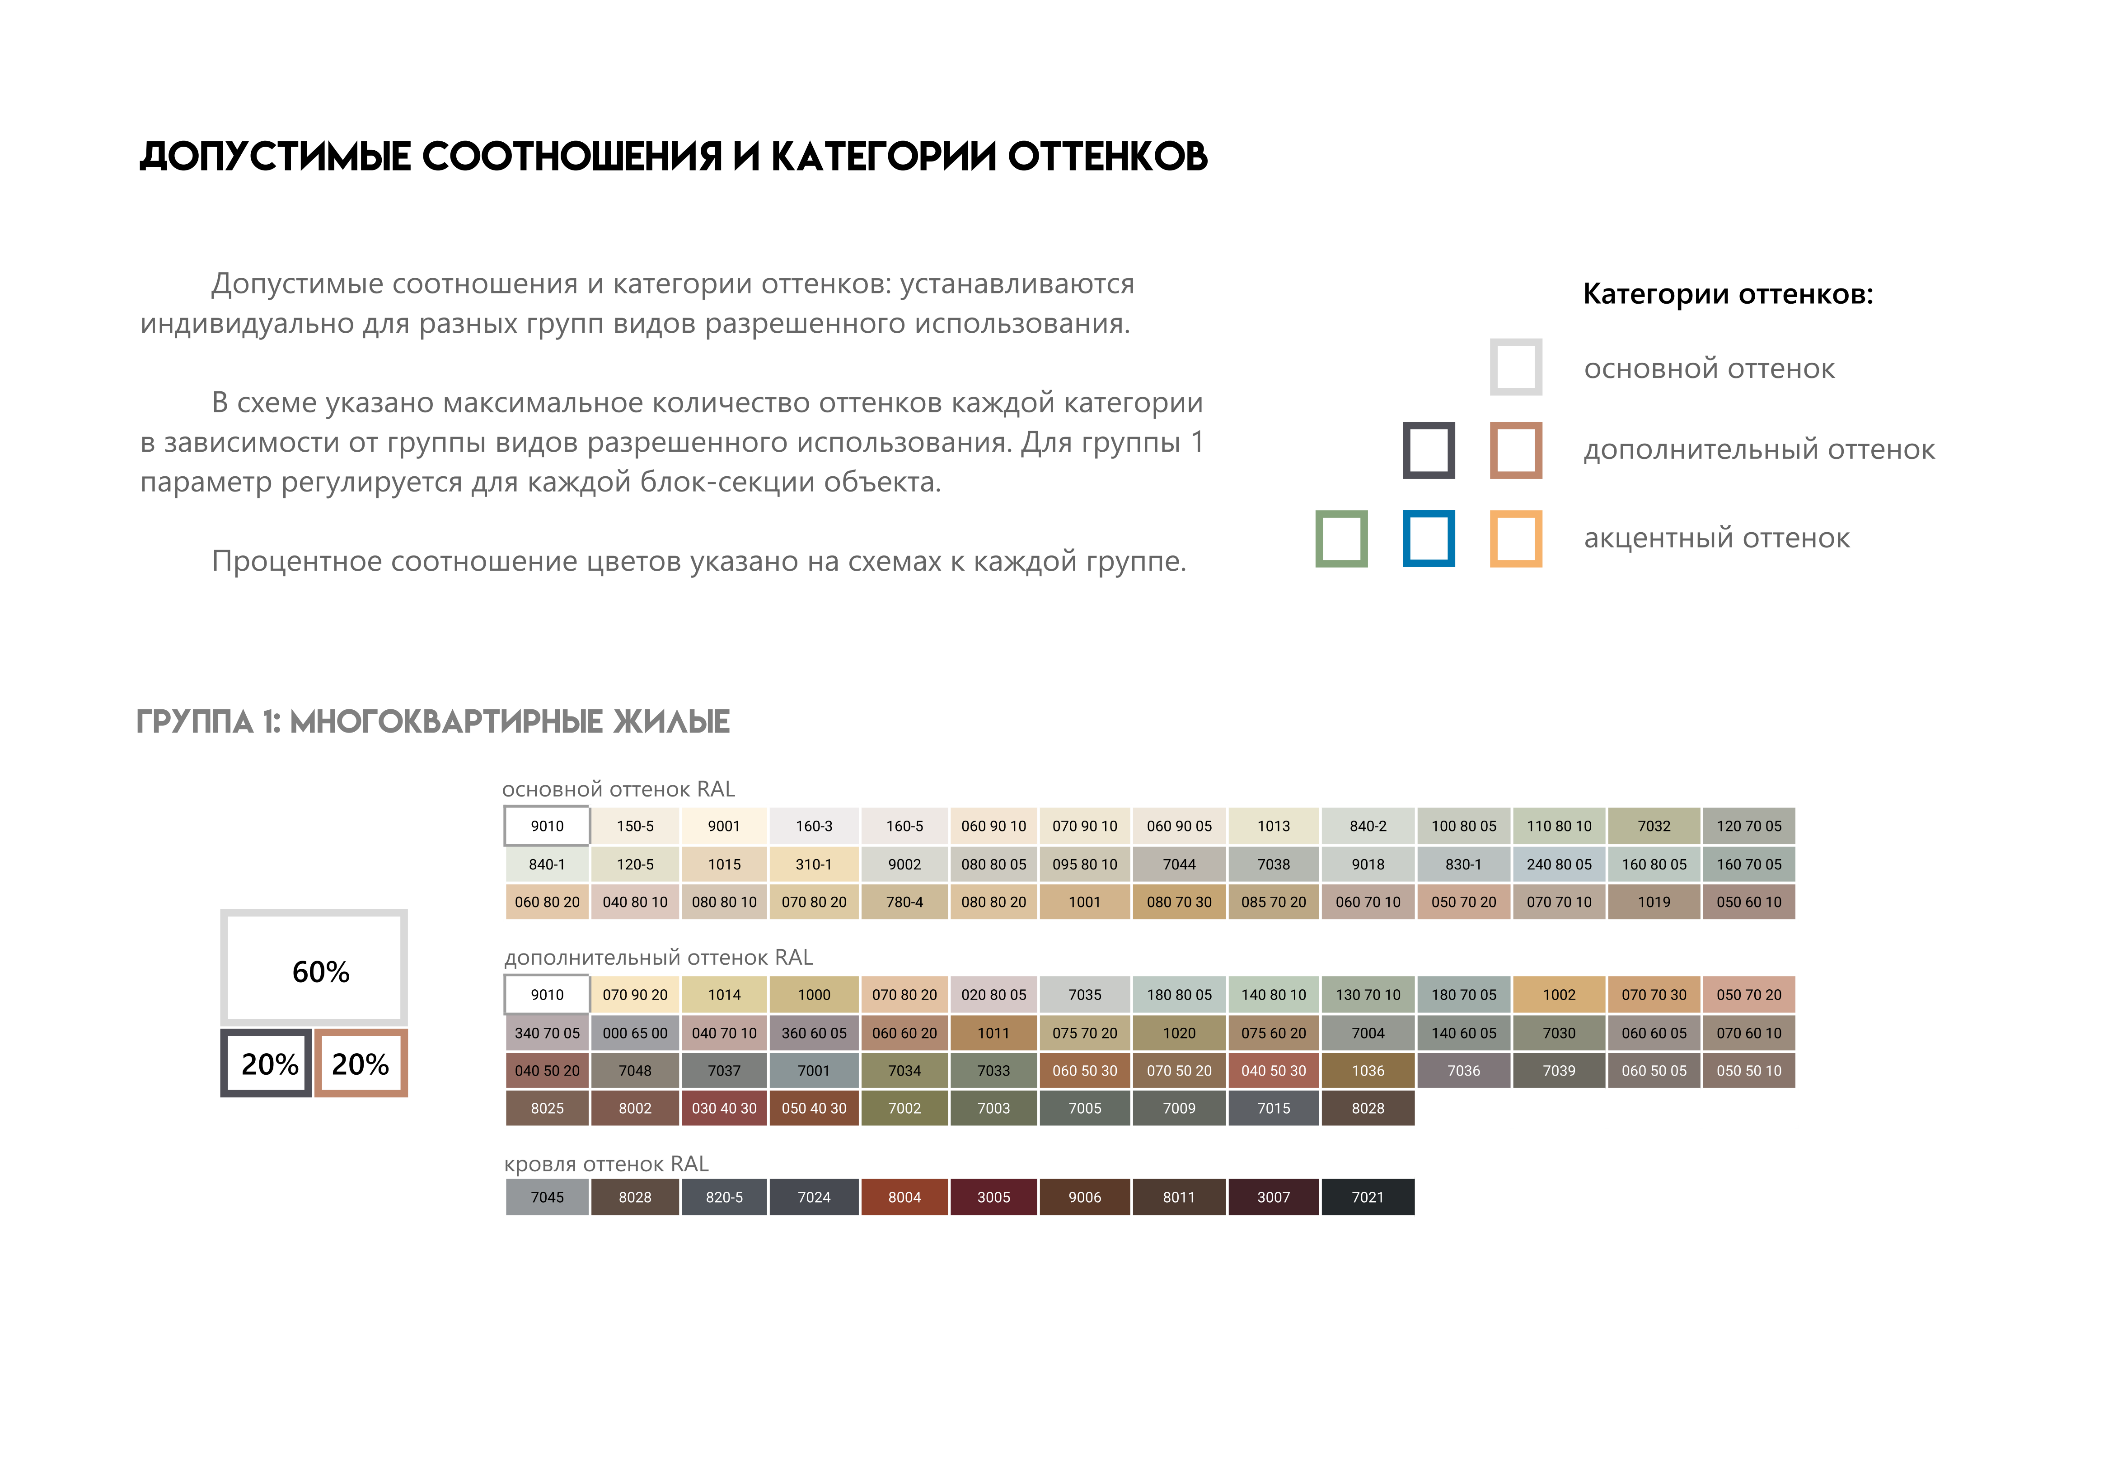 ДОПУСТИМЫЕ СООТНОШЕНИЯ И КАТЕГОРИИ ОТТЕНКОВ
Допустимые соотношения и категории оттенков: устанавливаются
индивидуально для разных групп видов разрешенного использования.
В схеме указано максимальное количество оттенков каждой категории
в зависимости от группы видов разрешенного использования. Для группы 1
параметр регулируется для каждой блок-секции объекта.
Процентное соотношение цветов указано на схемах к каждой группе.
Категории оттенков:
основной оттенок
дополнительный оттенок
акцентный оттенок
ГРУППА 1: МНОГОКВАРТИРНЫЕ ЖИЛЫЕ
60%
20% 20%
основной оттенок RAL
9010 150-5 9001 160-3 160-5 060 90 10 070 90 10 060 90 05 1013 840-2 100 80 05 110 80 10 7032 120 70 05
840-1 120-5 1015 310-1 9002 080 80 05 095 80 10 7044 7038 9018 830-1 240 80 05 160 80 05 160 70 05
060 80 20 040 80 10 080 80 10 070 80 20 780-4 080 80 20 1001 080 70 30 085 70 20 060 70 10 050 70 20 070 70 10 1019 050 60 10
дополнительный оттенок RAL
9010 070 90 20 1014 1000 070 80 20 020 80 05 7035 180 80 05 140 80 10 130 70 10 180 70 05 1002 070 70 30 050 70 20
340 70 05 000 65 00 040 70 10 360 60 05 060 60 20 1011 075 70 20 1020 075 60 20 7004 140 60 05 7030 060 60 05 070 60 10
040 50 20 7048 7037 7001 7034 7033 060 50 30 070 50 20 040 50 30 1036 7036 7039 060 50 05 050 50 10
8025 8002 030 40 30 050 40 30 7002 7003 7005 7009 7015 8028
кровля оттенок RAL
7045 8028 820-5 7024 8004 3005 9006 8011 3007 7021